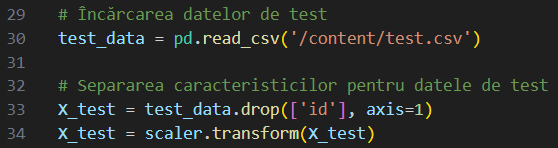 29 # Încărcarea datelor de test
30 test_data = pd.read_csv('/content/test.csv')
31
32 # Separarea caracteristicilor pentru datele de test
33 X_test = test_data.drop(['id'], axis=1)
34 X_test = scaler.transform(X_test)